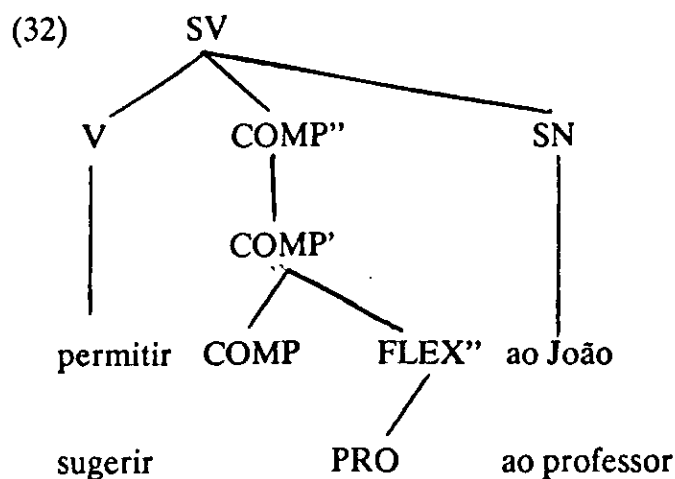 (32) SV
V COMP” SN
COMP’
permitir COMP FLEX” ao João
sugerir PRO ao professor